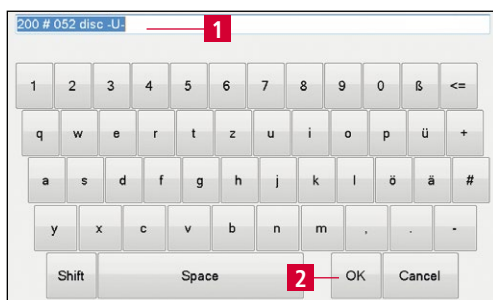 200 # 052 disc -U-
1
1 2 3 4 5 6 7 8 9 0 ß <=
q w e r t z u i o p ü +
a s d f g h j k l ö ä #
y x c v b n m , . -
Shift Space 2 OK Cancel